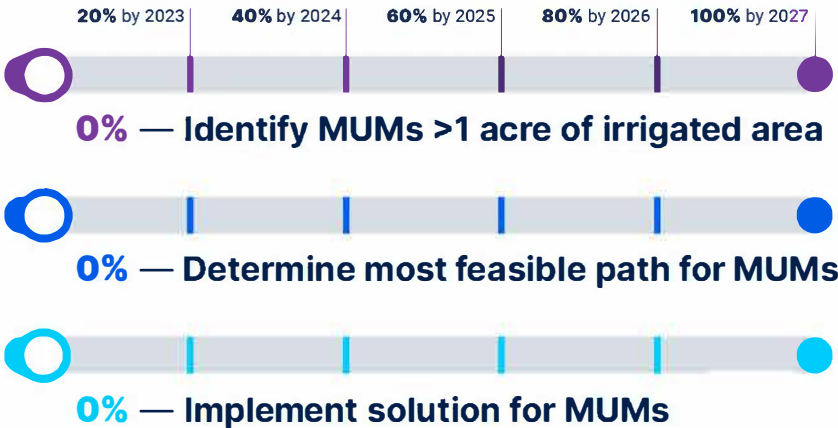 20% by 2023 40% by 2024 60% by 2025 80% by 2026 100% by 2027
0% — Identify MUMs >1 acre of irrigated area
0% — Determine most feasible path for MUMs
0% — Implement solution for MUMs